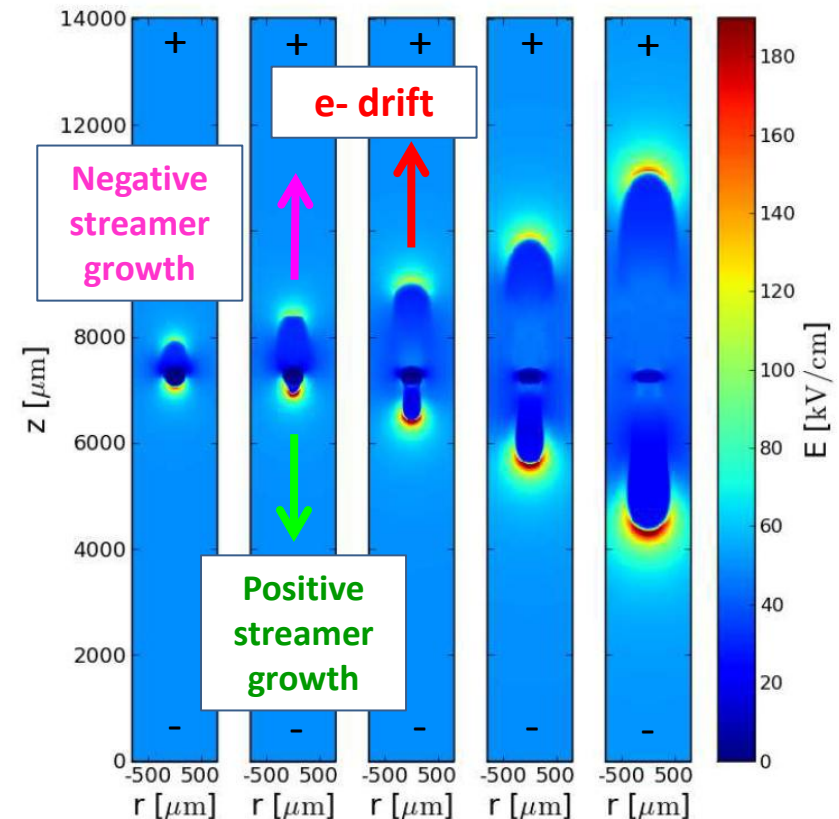 14000
12000
8000
6000
4000
2000
0
z [μm]
+
+
+
+
+
e- drift
Negative
streamer
growth
Positive
streamer
growth
-
-
-
-
-
-500 500
-500 500
-500 500
-500 500
-500 500
r [μm]
r [μm]
r [μm]
r [μm]
r [μm]
180
160
140
120
100
80
60
40
20
0
E [kV/cm]